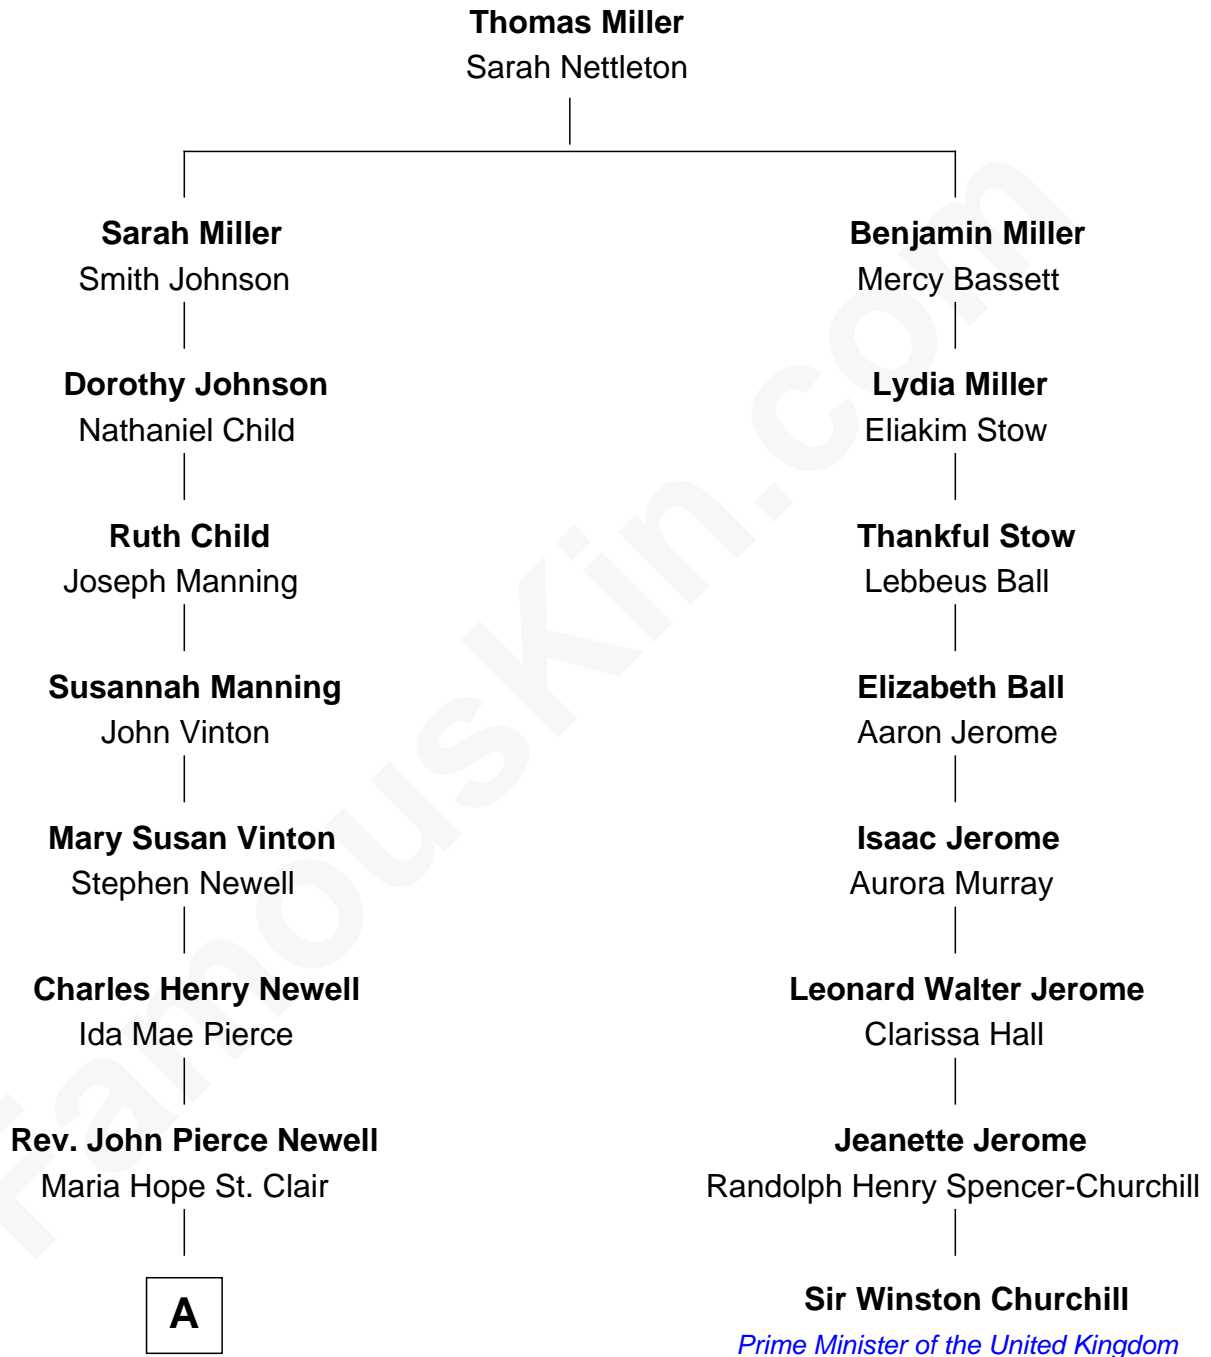 Thomas Miller
Sarah Nettleton
Sarah Miller
Smith Johnson
Benjamin Miller
Mercy Bassett
Dorothy Johnson
Nathaniel Child
Lydia Miller
Eliakim Stow
Ruth Child
Joseph Manning
Thankful Stow
Lebbeus Ball
Susannah Manning
John Vinton
Elizabeth Ball
Aaron Jerome
Mary Susan Vinton
Stephen Newell
Isaac Jerome
Aurora Murray
Charles Henry Newell
Ida Mae Pierce
Leonard Walter Jerome
Clarissa Hall
Rev. John Pierce Newell
Maria Hope St. Clair
Jeanette Jerome
Randolph Henry Spencer-Churchill
A
Sir Winston Churchill
Prime Minister of the United Kingdom
FamousKin.com